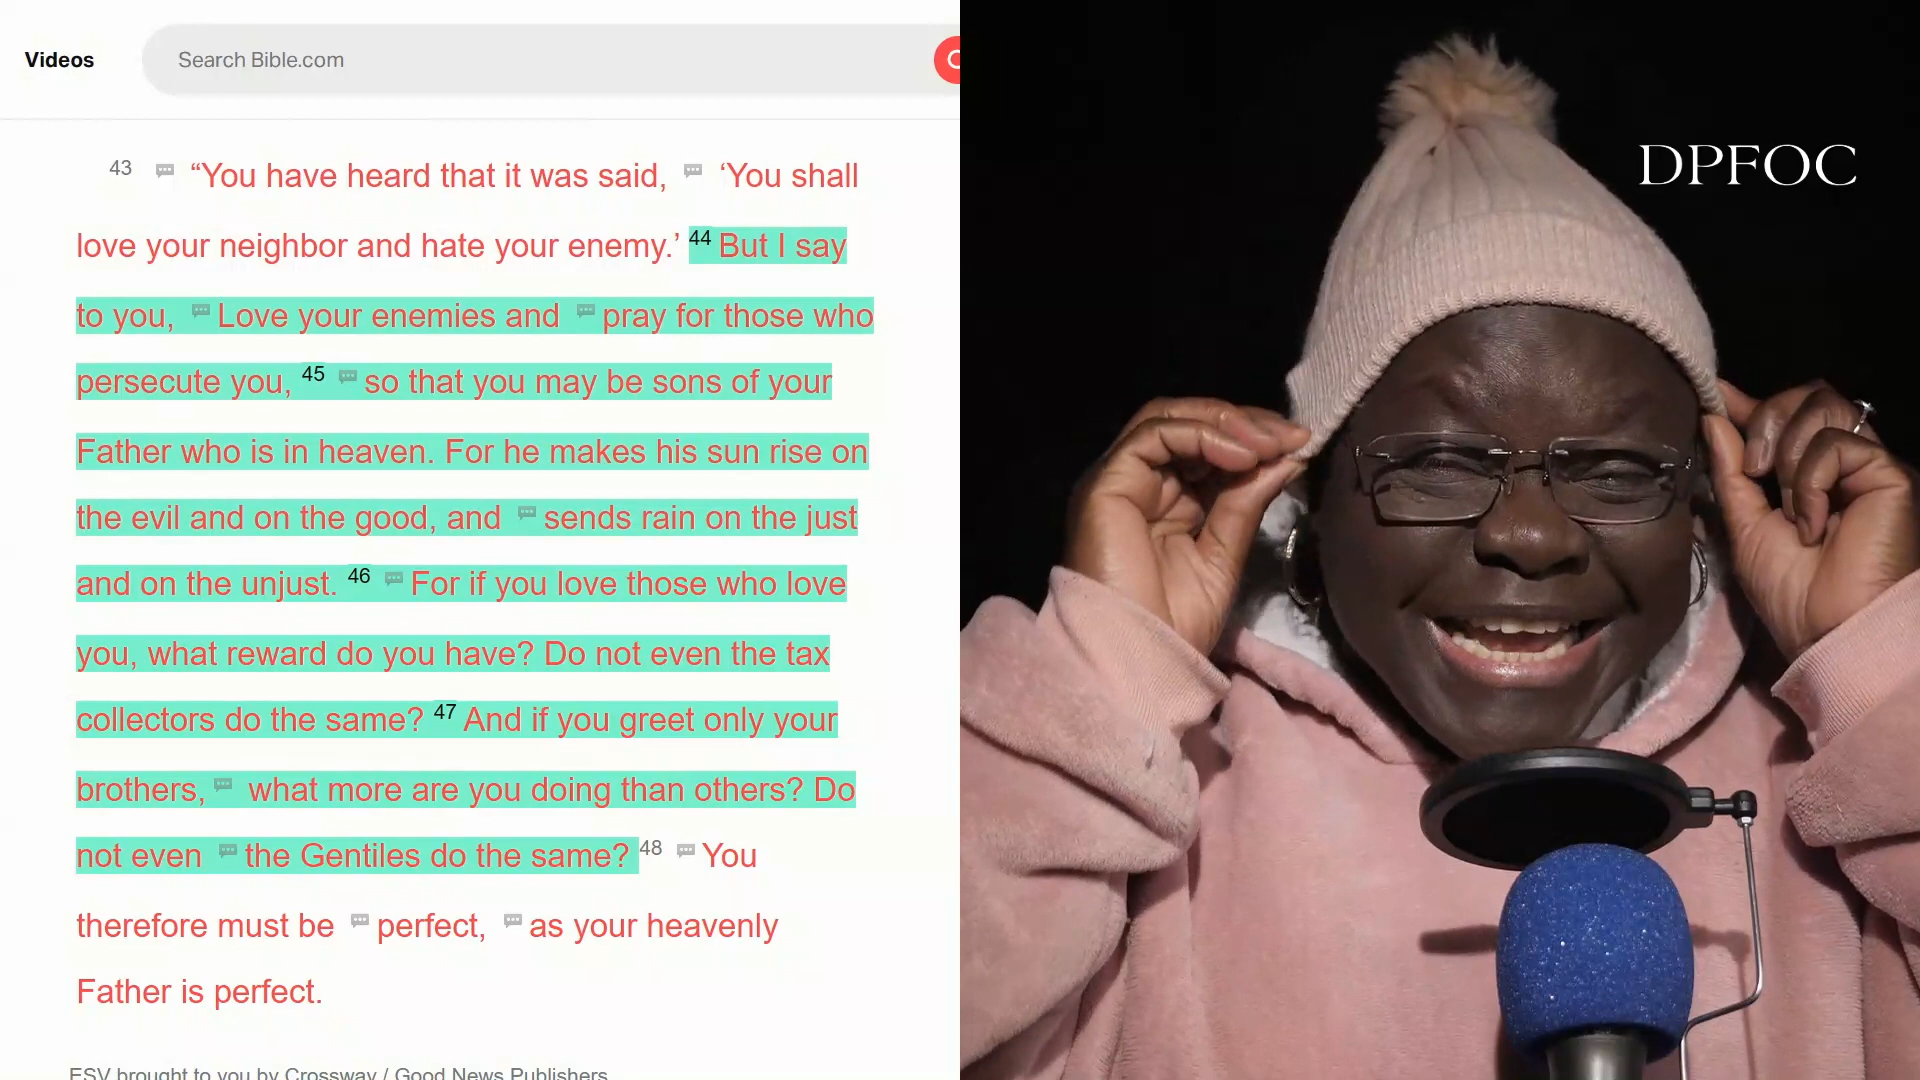 Videos
Search Bible.com
43 “You have heard that it was said, ‘You shall
love your neighbor and hate your enemy.’ 44 But I say
to you, Love your enemies and pray for those who
persecute you, 45 so that you may be sons of your
Father who is in heaven. For he makes his sun rise on
the evil and on the good, and sends rain on the just
and on the unjust. 46 For if you love those who love
you, what reward do you have? Do not even the tax
collectors do the same? 47 And if you greet only your
brothers, what more are you doing than others? Do
not even the Gentiles do the same? 48 You
therefore must be perfect, as your heavenly
Father is perfect.
ESV brought to you by Crossway / Good News Publishers
DPFOC